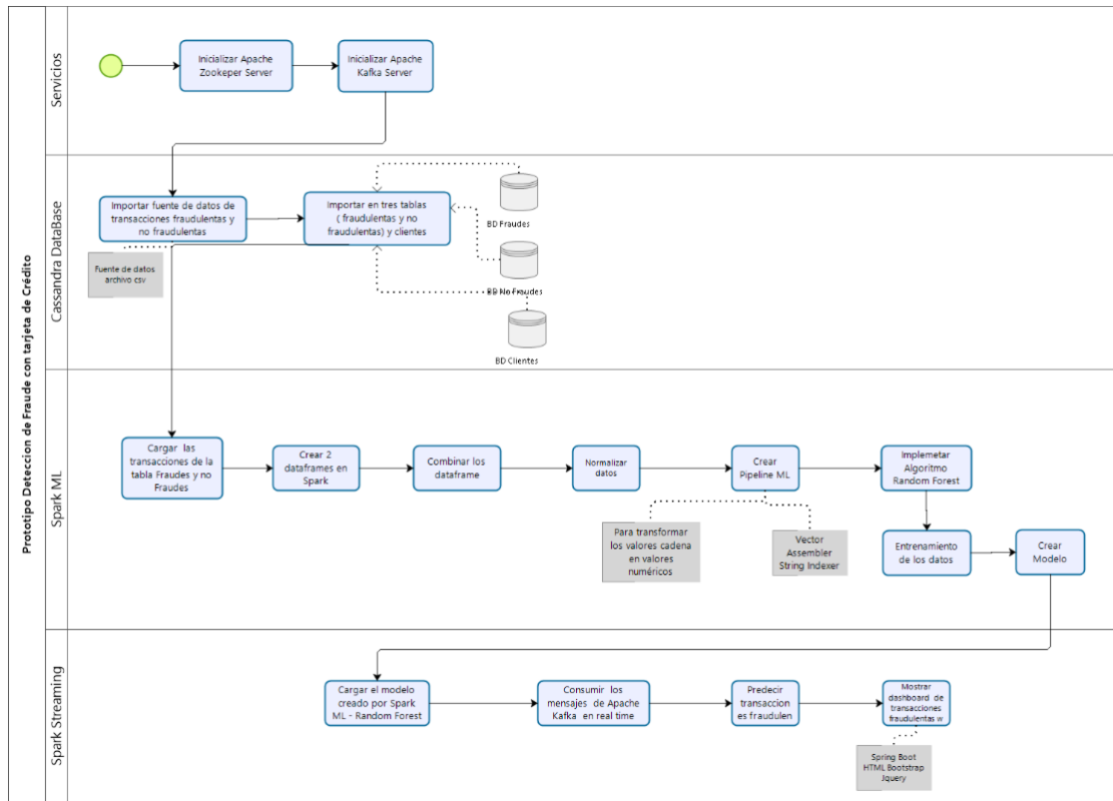 Prototipo Deteccion de Fraude con tarjeta de Crédito
Servicios
Inicializar Apache
Zookeper Server
Inicializar Apache
Kafka Server
Cassandra DataBase
Importar fuente de datos de
transacciones fraudulentas y
no fraudulentas
Fuente de datos
archivo csv
Importar en tres tablas
( fraudulentas y no
fraudulentas) y clientes
BD Fraudes
BD No Fraudes
BD Clientes
Spark ML
Cargar las
transacciones de la
tabla Fraudes y no
Fraudes
Crear 2
dataframes en
Spark
Combinar los
dataframe
Normalizar
datos
Crear
Pipeline ML
Implemetar
Algoritmo
Random Forest
Para transformar
los valores cadena
en valores
numéricos
Vector
Assembler
String Indexer
Entrenamiento
de los datos
Crear
Modelo
Spark Streaming
Cargar el modelo
creado por Spark
ML - Random Forest
Consumir los
mensajes de Apache
Kafka en real time
Predecir
transaccion
es fraudulen
Mostrar
dashboard de
transacciones
fraudulentas w
Spring Boot
HTML Bootstrap
Jquery